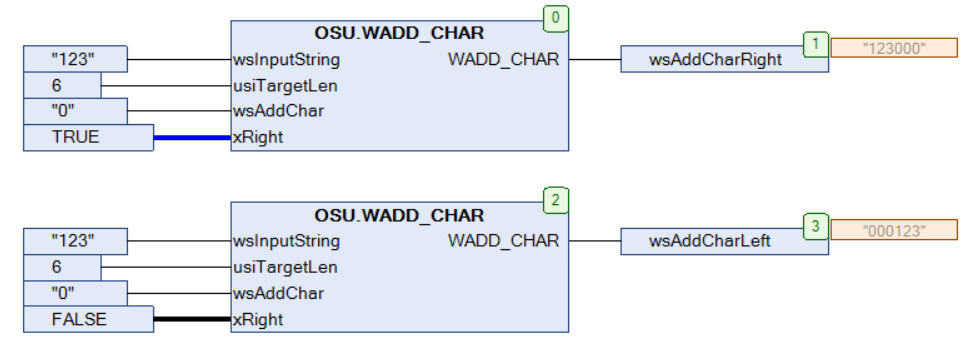 0
OSU.WADD_CHAR
"123" wsInputString WADD_CHAR wsAddCharRight 1 "123000"
6 usiTargetLen
"0" wsAddChar
TRUE xRight
2
OSU.WADD_CHAR
"123" wsInputString WADD_CHAR wsAddCharLeft 3 "000123"
6 usiTargetLen
"0" wsAddChar
FALSE xRight